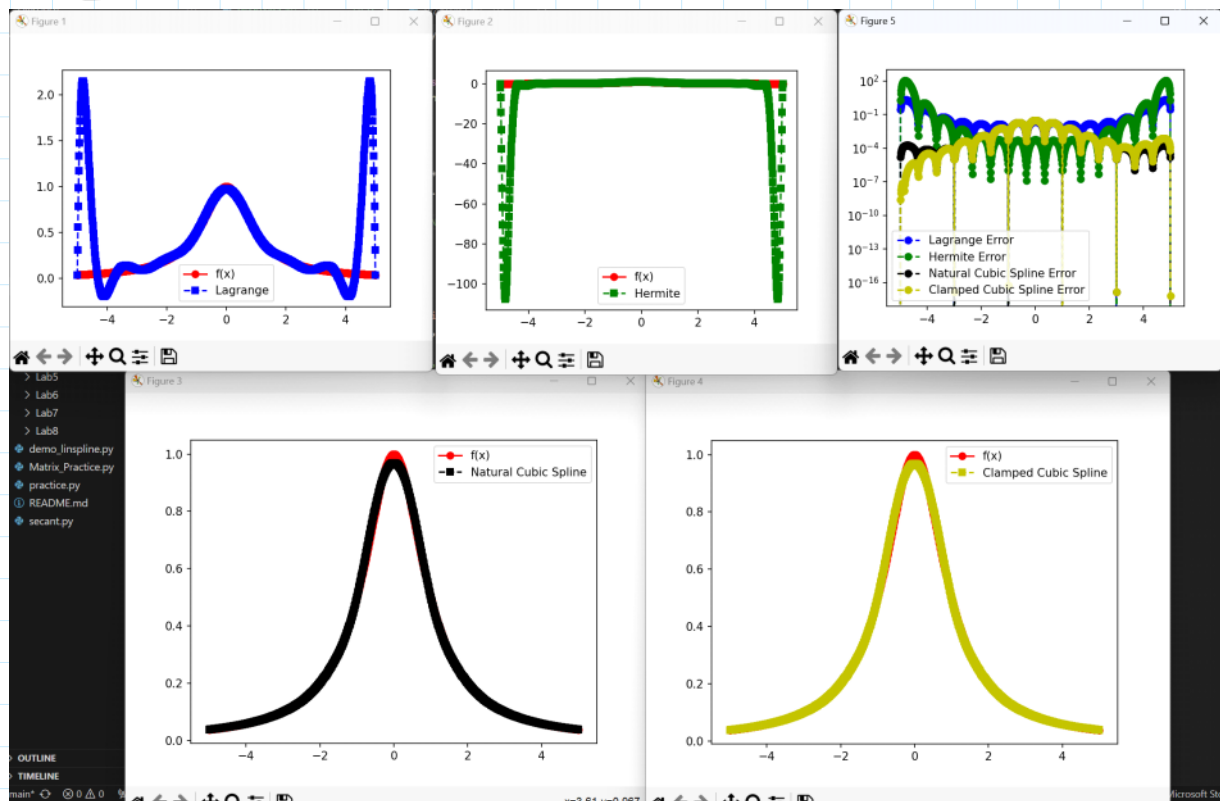 Figure 1
2.0
1.5
1.0
0.5
0.0
−4 −2 0 2 4
f(x)
Lagrange
Figure 2
0
−20
−40
−60
−80
−100
−4 −2 0 2 4
f(x)
Hermite
Figure 5
10²
10⁻¹
10⁻⁴
10⁻⁷
10⁻¹⁰
10⁻¹³
10⁻¹⁶
−4 −2 0 2 4
Lagrange Error
Hermite Error
Natural Cubic Spline Error
Clamped Cubic Spline Error
Lab5
Lab6
Lab7
Lab8
demo_linspline.py
Matrix_Practice.py
practice.py
README.md
secant.py
OUTLINE
TIMELINE
main* 0 0
Figure 3
1.0
0.8
0.6
0.4
0.2
0.0
−4 −2 0 2 4
f(x)
Natural Cubic Spline
Figure 4
1.0
0.8
0.6
0.4
0.2
0.0
−4 −2 0 2 4
f(x)
Clamped Cubic Spline